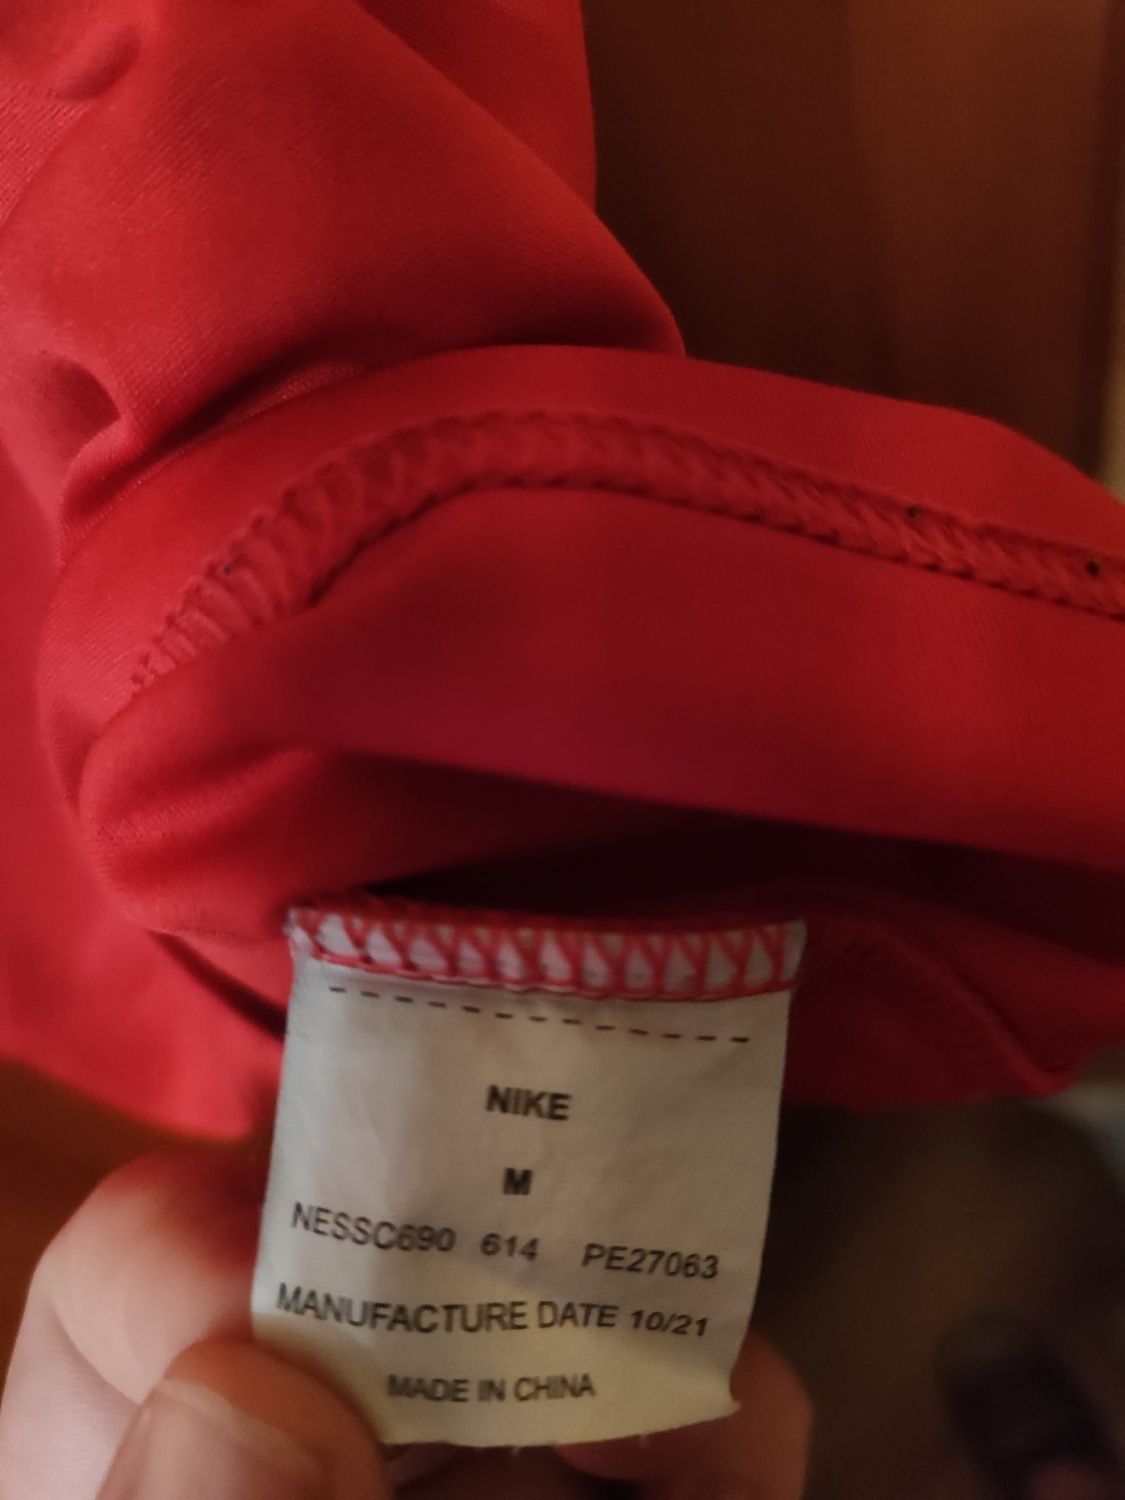 NIKE
M
NESSC690 614 PE27063
MANUFACTURE DATE 10/21
MADE IN CHINA